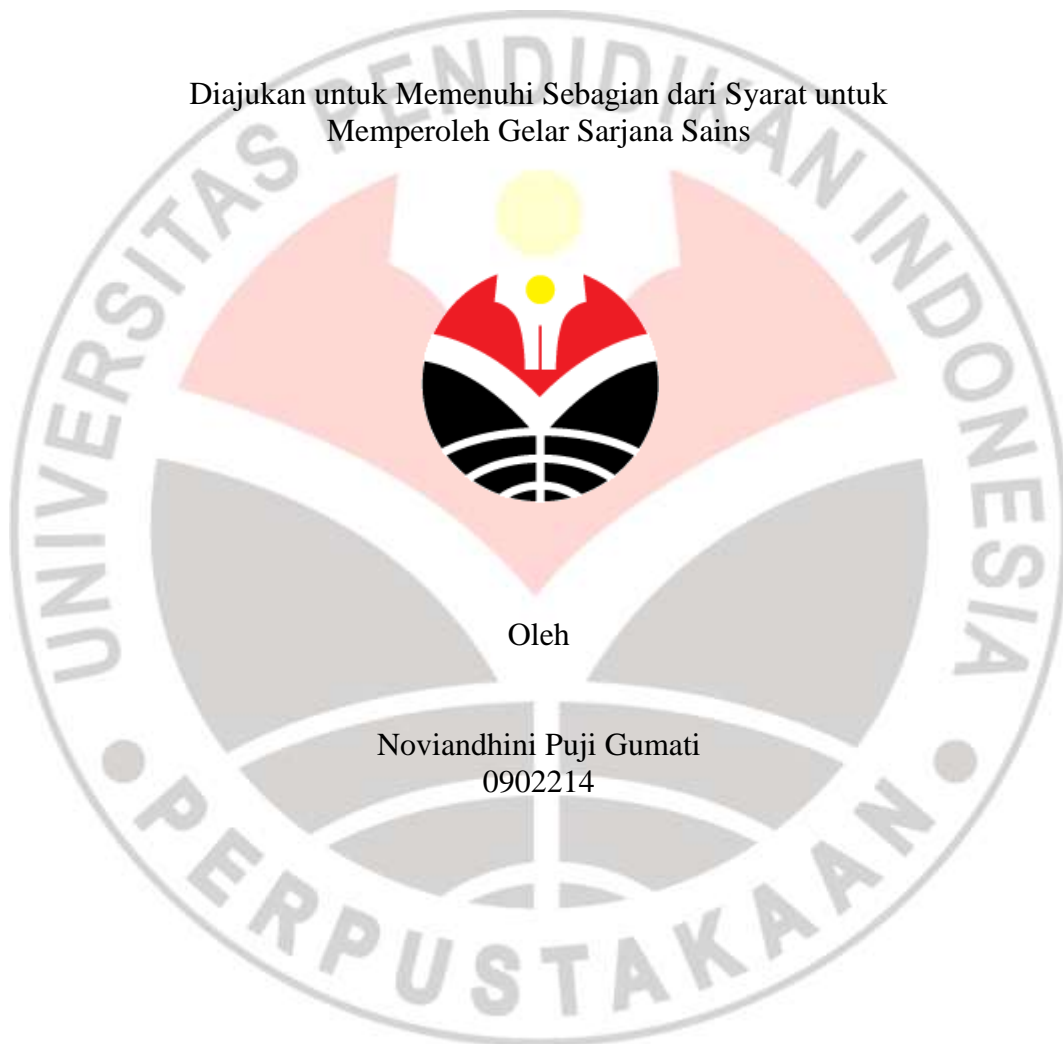 Diajukan untuk Memenuhi Sebagian dari Syarat untuk
Memperoleh Gelar Sarjana Sains
UNIVERSITAS PENDIDIKAN INDONESIA
Oleh
Noviandhini Puji Gumati
0902214
PERPUSTAKAAN